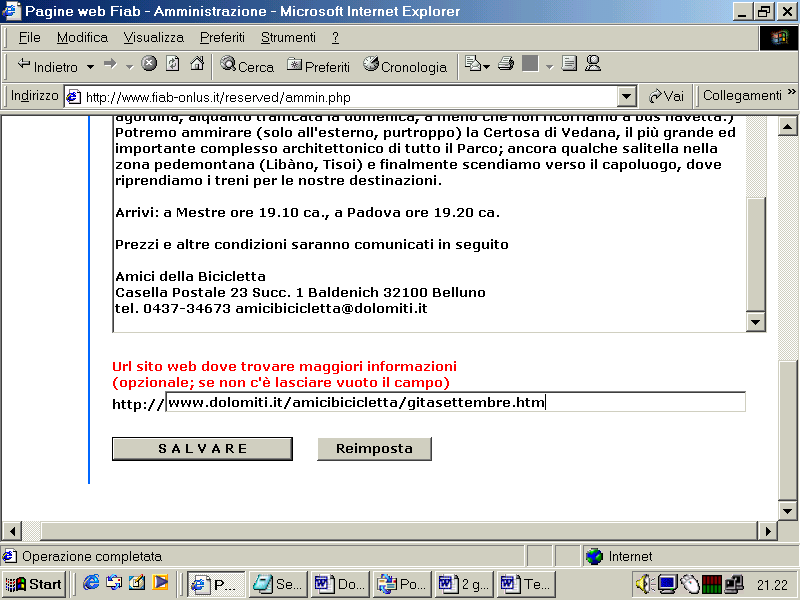 Pagine web Fiab - Amministrazione - Microsoft Internet Explorer
File Modifica Visualizza Preferiti Strumenti ?
Indietro Cerca Preferiti Cronologia
Indirizzo http://www.fiab-onlus.it/reserved/ammin.php Vai Collegamenti »
agordina, alquanto trafficata la domenica, a meno che non ricorriamo a bus navetta.)
Potremo ammirare (solo all'esterno, purtroppo) la Certosa di Vedana, il più grande ed
importante complesso architettonico di tutto il Parco; ancora qualche salitella nella
zona pedemontana (Libàno, Tisoi) e finalmente scendiamo verso il capoluogo, dove
riprendiamo i treni per le nostre destinazioni.
Arrivi: a Mestre ore 19.10 ca., a Padova ore 19.20 ca.
Prezzi e altre condizioni saranno comunicati in seguito
Amici della Bicicletta
Casella Postale 23 Succ. 1 Baldenich 32100 Belluno
tel. 0437-34673 amicibicicletta@dolomiti.it
Url sito web dove trovare maggiori informazioni
(opzionale; se non c'è lasciare vuoto il campo)
http:// www.dolomiti.it/amicibicicletta/gitasettembre.htm
SALVARE Reimposta
Operazione completata Internet
Start P... Se... Do... Po... 2 g... Te... 21.22